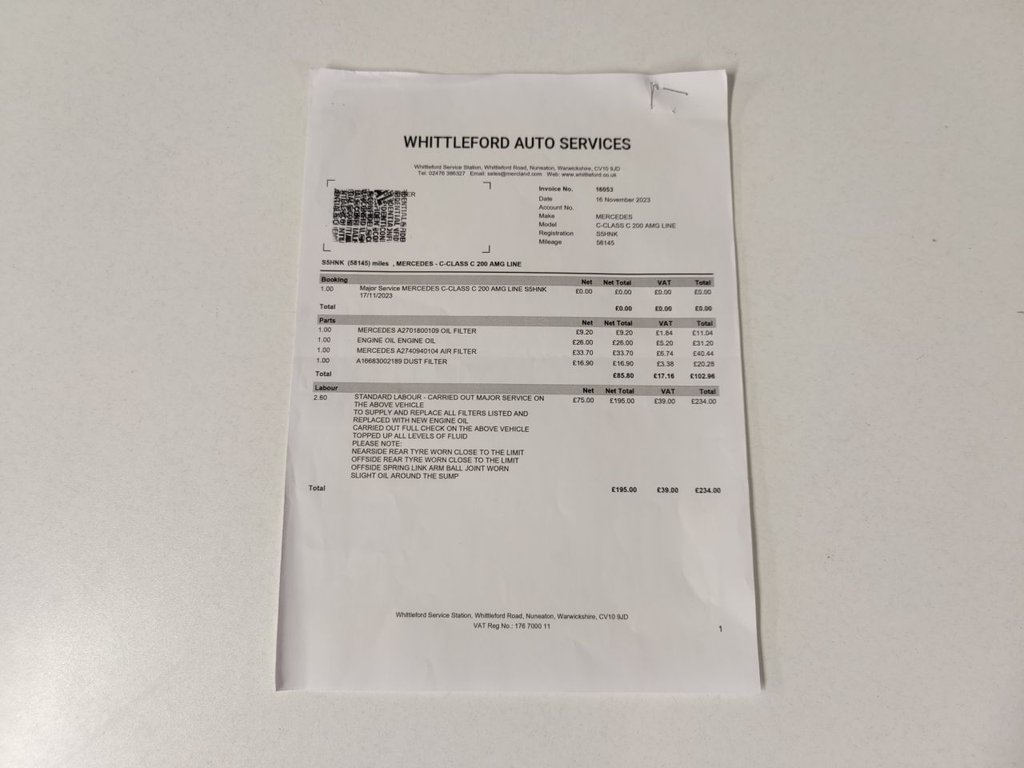 WHITTLEFORD AUTO SERVICES
Whittleford Service Station, Whittleford Road, Nuneaton, Warwickshire, CV10 9JD
Tel: 02476 386327 Email: sales@mercland.com Web: www.whittleford.co.uk
Invoice No. 16053
Date 16 November 2023
Account No.
Make MERCEDES
Model C-CLASS C 200 AMG LINE
Registration S5HNK
Mileage 58145
S5HNK (58145) miles , MERCEDES - C-CLASS C 200 AMG LINE
Booking Net Net Total VAT Total
1.00 Major Service MERCEDES C-CLASS C 200 AMG LINE S5HNK £0.00 £0.00 £0.00 £0.00
17/11/2023
Total £0.00 £0.00 £0.00
Parts Net Net Total VAT Total
1.00 MERCEDES A2701800109 OIL FILTER £9.20 £9.20 £1.84 £11.04
1.00 ENGINE OIL ENGINE OIL £26.00 £26.00 £5.20 £31.20
1.00 MERCEDES A2740940104 AIR FILTER £33.70 £33.70 £6.74 £40.44
1.00 A16683002189 DUST FILTER £16.90 £16.90 £3.38 £20.28
Total £85.80 £17.16 £102.96
Labour Net Net Total VAT Total
2.60 STANDARD LABOUR - CARRIED OUT MAJOR SERVICE ON £75.00 £195.00 £39.00 £234.00
THE ABOVE VEHICLE
TO SUPPLY AND REPLACE ALL FILTERS LISTED AND
REPLACED WITH NEW ENGINE OIL
CARRIED OUT FULL CHECK ON THE ABOVE VEHICLE
TOPPED UP ALL LEVELS OF FLUID
PLEASE NOTE:
NEARSIDE REAR TYRE WORN CLOSE TO THE LIMIT
OFFSIDE REAR TYRE WORN CLOSE TO THE LIMIT
OFFSIDE SPRING LINK ARM BALL JOINT WORN
SLIGHT OIL AROUND THE SUMP
Total £195.00 £39.00 £234.00
Whittleford Service Station, Whittleford Road, Nuneaton, Warwickshire, CV10 9JD
VAT Reg No.: 176 7000 11
1